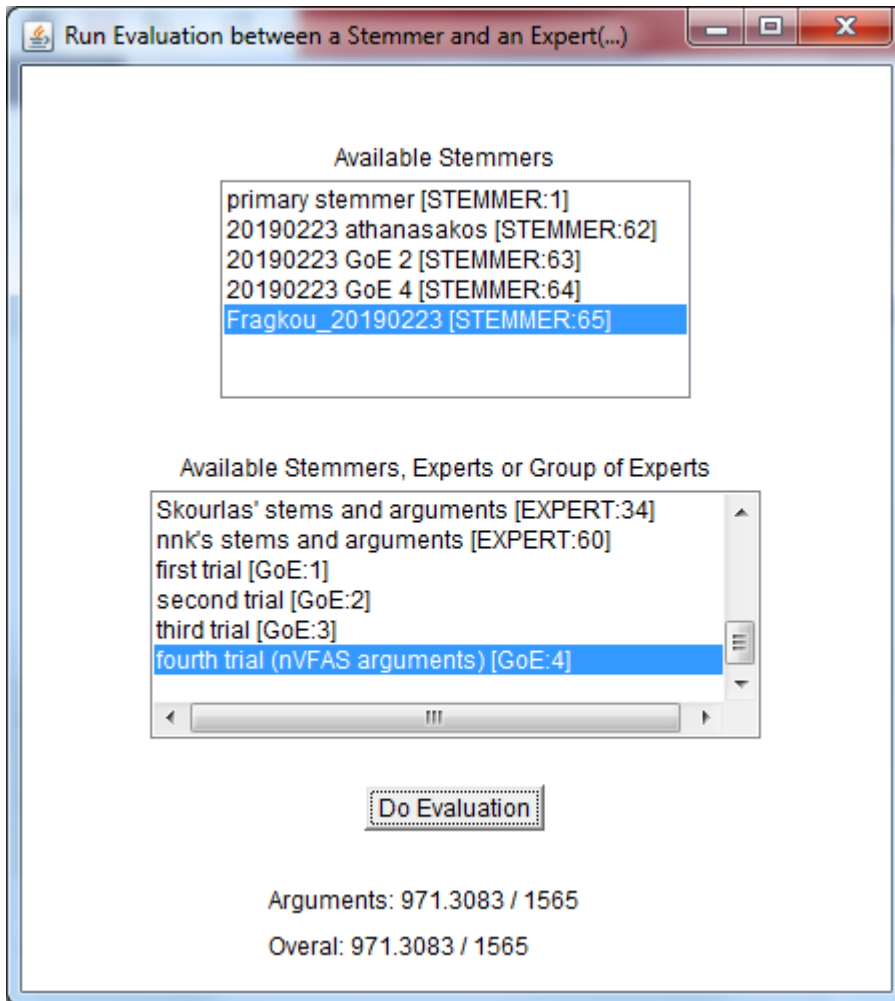 Run Evaluation between a Stemmer and an Expert(...)
Available Stemmers
primary stemmer [STEMMER:1]
20190223 athanasakos [STEMMER:62]
20190223 GoE 2 [STEMMER:63]
20190223 GoE 4 [STEMMER:64]
Fragkou_20190223 [STEMMER:65]
Available Stemmers, Experts or Group of Experts
Skourlas' stems and arguments [EXPERT:34]
nnk's stems and arguments [EXPERT:60]
first trial [GoE:1]
second trial [GoE:2]
third trial [GoE:3]
fourth trial (nVFAS arguments) [GoE:4]
Do Evaluation
Arguments: 971.3083 / 1565
Overal: 971.3083 / 1565